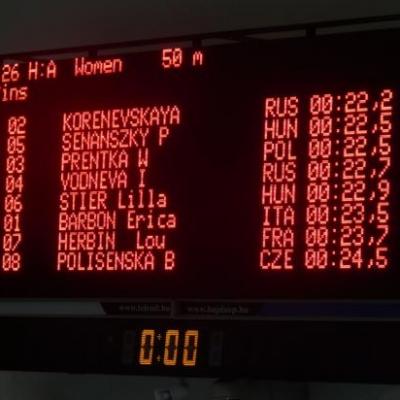 26 H:A Women 50 m
ins
02 KORENEVSKAYA RUS 00:22,2
05 SENANSZKY P HUN 00:22,5
03 PRENTKA W POL 00:22,5
04 VODNEVA I RUS 00:22,7
06 STIER Lilla HUN 00:22,9
01 BARBON Erica ITA 00:23,5
07 HERBIN Lou FRA 00:23,7
08 POLISENSKA B CZE 00:24,5
0:00